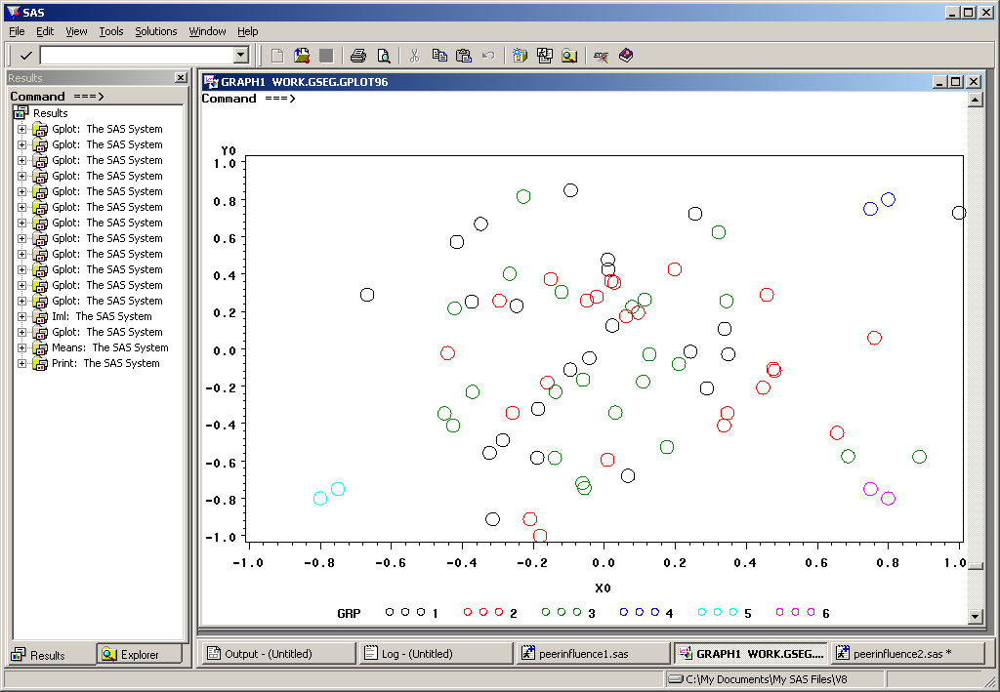 SAS
File Edit View Tools Solutions Window Help
Results
Command ===>
Results
Gplot: The SAS System
Gplot: The SAS System
Gplot: The SAS System
Gplot: The SAS System
Gplot: The SAS System
Gplot: The SAS System
Gplot: The SAS System
Gplot: The SAS System
Gplot: The SAS System
Gplot: The SAS System
Gplot: The SAS System
Gplot: The SAS System
Iml: The SAS System
Gplot: The SAS System
Means: The SAS System
Print: The SAS System
GRAPH1 WORK.GSEG.GPLOT96
Command ===>
Y0
1.0
0.8
0.6
0.4
0.2
0.0
-0.2
-0.4
-0.6
-0.8
-1.0
-1.0 -0.8 -0.6 -0.4 -0.2 0.0 0.2 0.4 0.6 0.8 1.0
X0
GRP 1 2 3 4 5 6
Results Explorer
Output - (Untitled) Log - (Untitled) peerinfluence1.sas GRAPH1 WORK.GSEG.... peerinfluence2.sas *
C:\My Documents\My SAS Files\V8